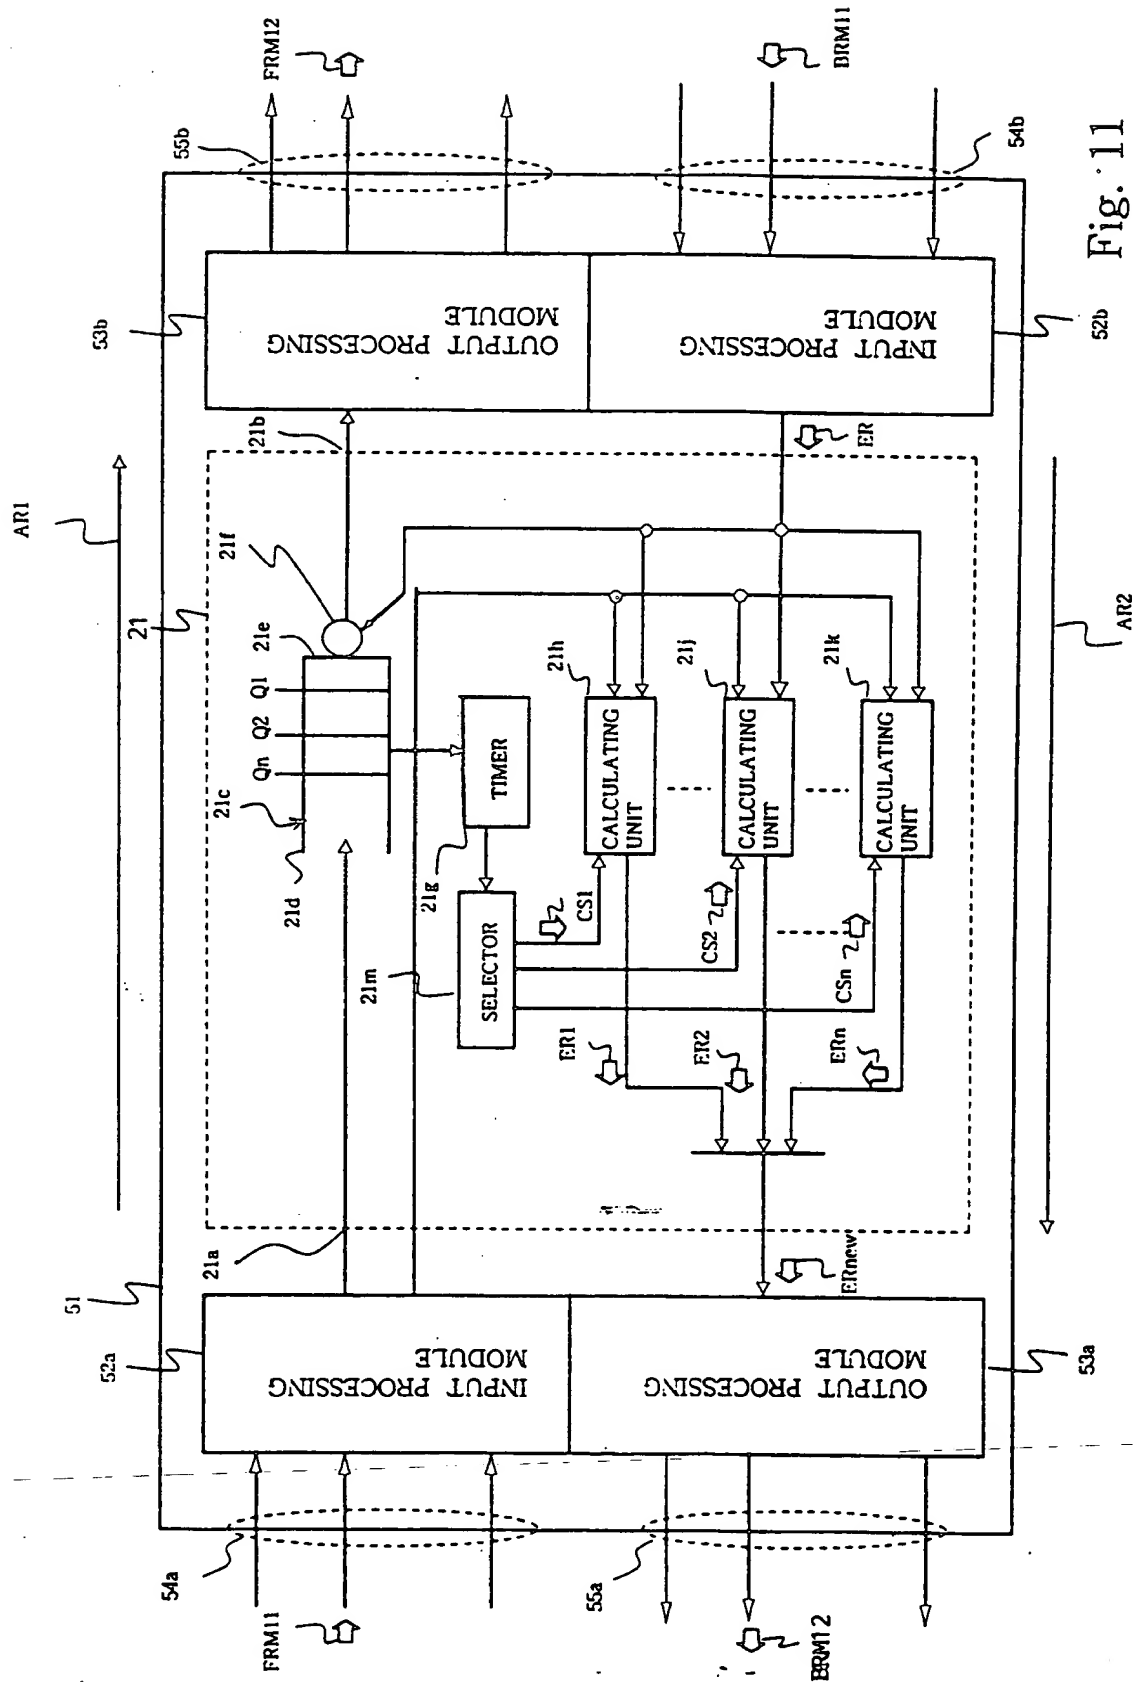 AR1
51
FRM11
54a
52a
INPUT PROCESSING
MODULE
21a
21
21d
21c
Qn
Q2
Q1
21e
21f
21b
53b
OUTPUT PROCESSING
MODULE
55b
FRM12
21m
SELECTOR
21g
TIMER
CS1
CS2
CSn
21h
CALCULATING
UNIT
21j
CALCULATING
UNIT
21k
CALCULATING
UNIT
ER1
ER2
ERn
ERnew
ER
53a
OUTPUT PROCESSING
MODULE
55a
BRM12
52b
INPUT PROCESSING
MODULE
54b
BRM11
AR2
Fig. 11